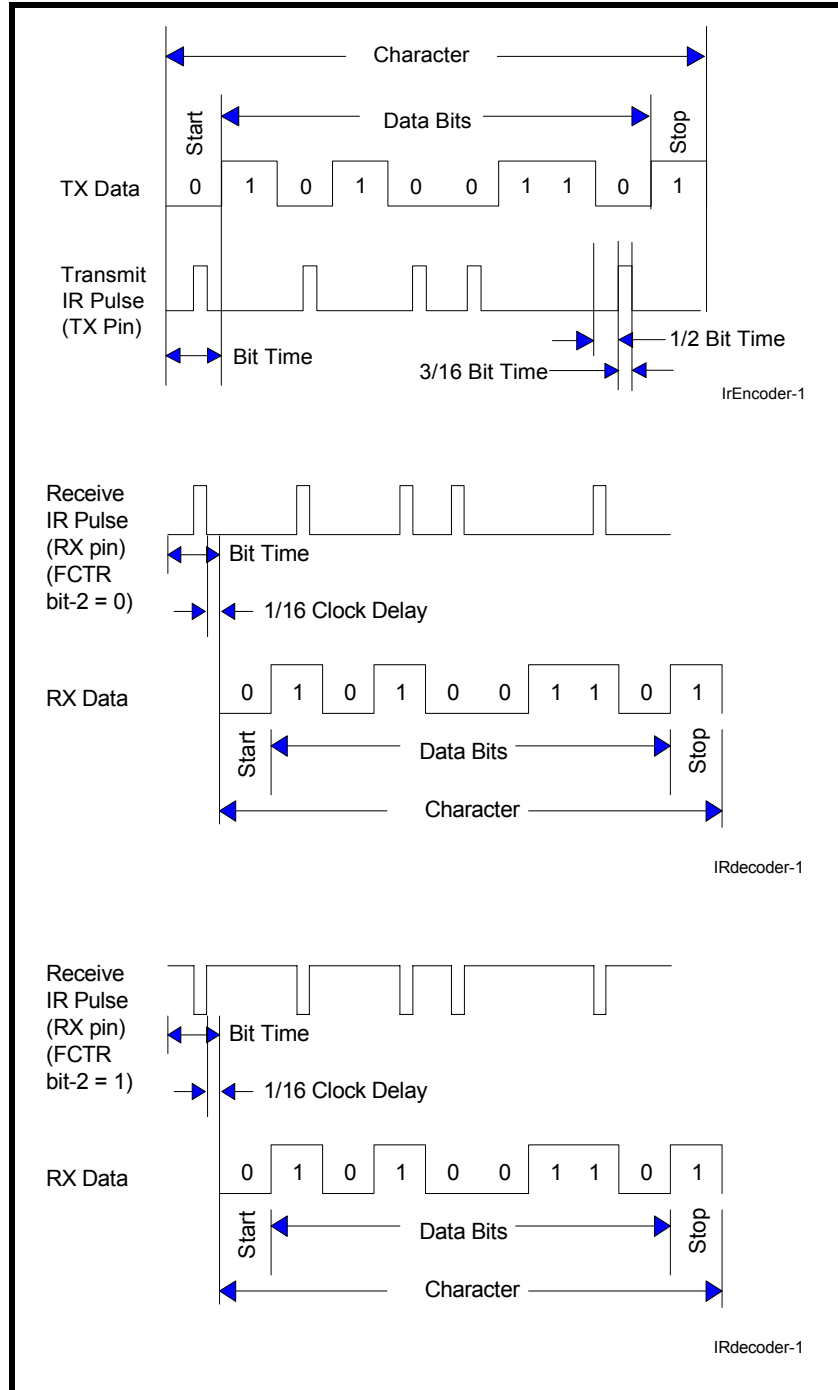 Character
Start
Data Bits
Stop
TX Data
0 1 0 1 0 0 1 1 0 1
Transmit
IR Pulse
(TX Pin)
Bit Time
1/2 Bit Time
3/16 Bit Time
IrEncoder-1
Receive
IR Pulse
(RX pin)
(FCTR
bit-2 = 0)
Bit Time
1/16 Clock Delay
RX Data
0 1 0 1 0 0 1 1 0 1
Start
Data Bits
Stop
Character
IRdecoder-1
Receive
IR Pulse
(RX pin)
(FCTR
bit-2 = 1)
Bit Time
1/16 Clock Delay
RX Data
0 1 0 1 0 0 1 1 0 1
Start
Data Bits
Stop
Character
IRdecoder-1